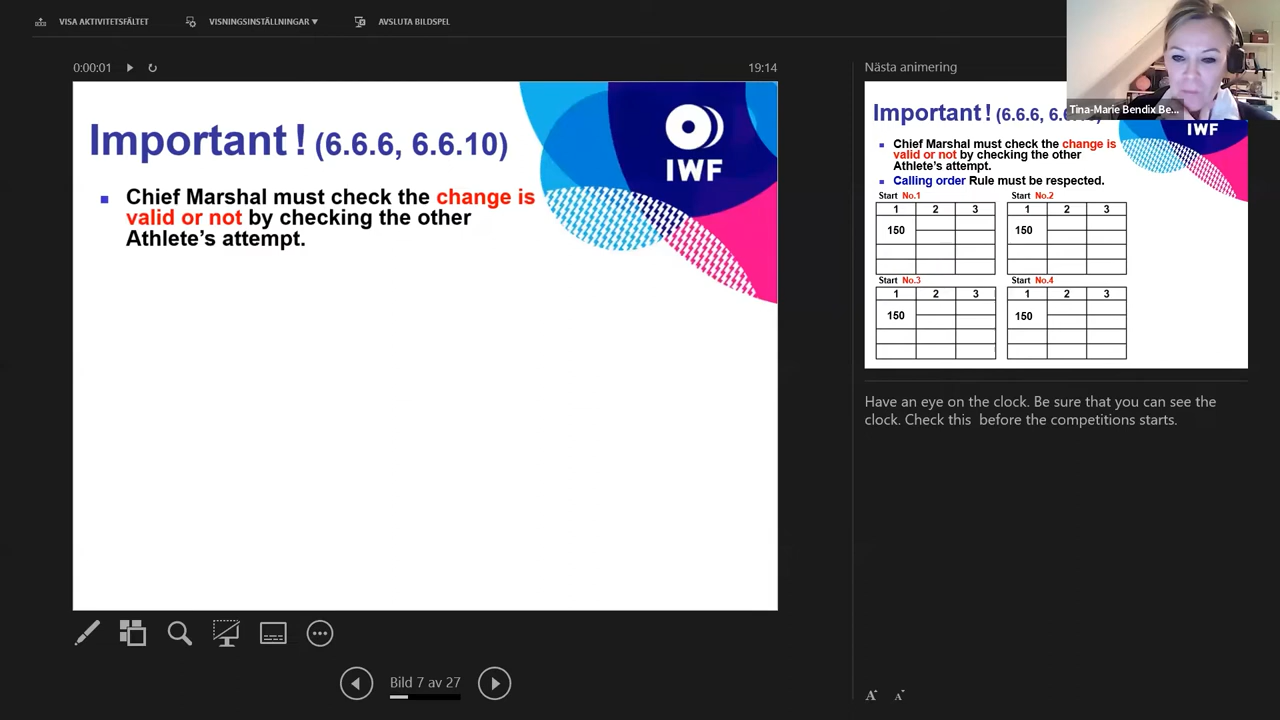 VISA AKTIVITETSFÄLTET
VISNINGSINSTÄLLNINGAR
AVSLUTA BILDSPEL
0:00:01
19:14
Important ! (6.6.6, 6.6.10)
IWF
Chief Marshal must check the change is
valid or not by checking the other
Athlete's attempt.
Bild 7 av 27
Nästa animering
Tina-Marie Bendix Be...
Important ! (6.6.6, 6.
IWF
Chief Marshal must check the change is
valid or not by checking the other
Athlete's attempt.
Calling order Rule must be respected.
Start No.1
Start No.2
1 2 3
1 2 3
150
150
Start No.3
Start No.4
1 2 3
1 2 3
150
150
Have an eye on the clock. Be sure that you can see the
clock. Check this before the competitions starts.
A A